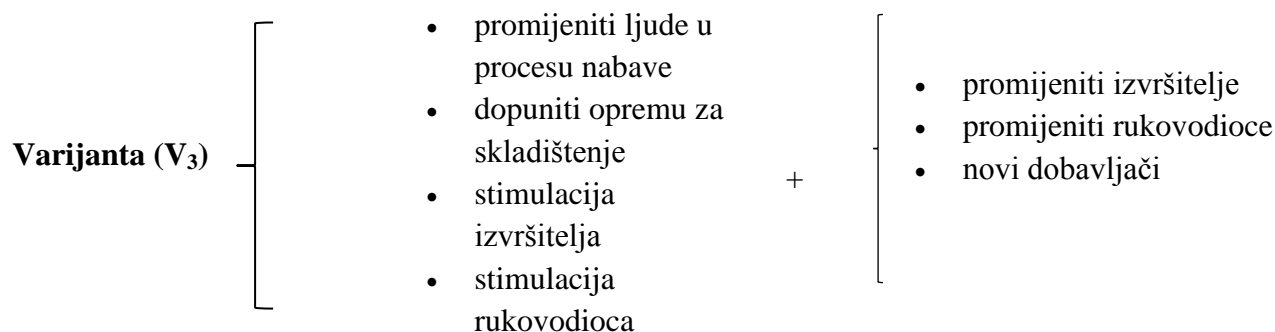 Varijanta (V₃)
• promijeniti ljude u
procesu nabave
• dopuniti opremu za
skladištenje
• stimulacija
izvršitelja
• stimulacija
rukovodioca
+
• promijeniti izvršitelje
• promijeniti rukovodioce
• novi dobavljači